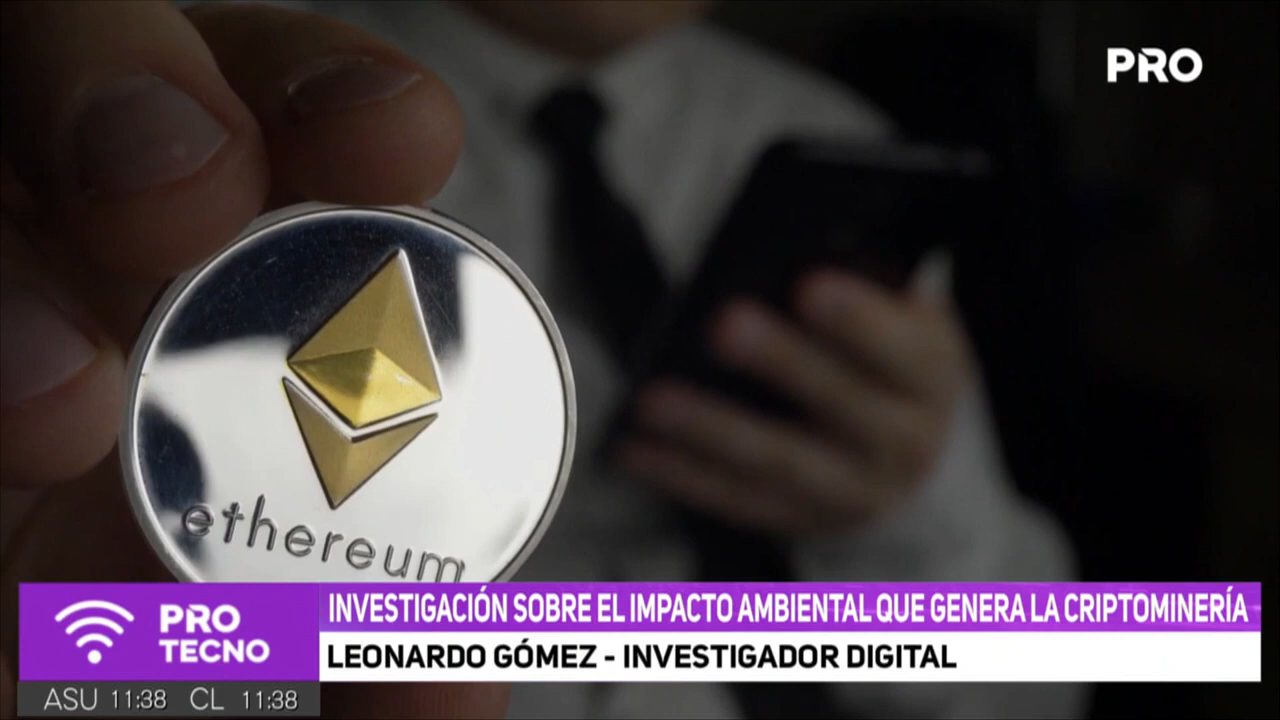 PRO
ethereum
PRO
TECNO
INVESTIGACIÓN SOBRE EL IMPACTO AMBIENTAL QUE GENERA LA CRIPTOMINERÍA
LEONARDO GÓMEZ - INVESTIGADOR DIGITAL
ASU 11:38 CL 11:38